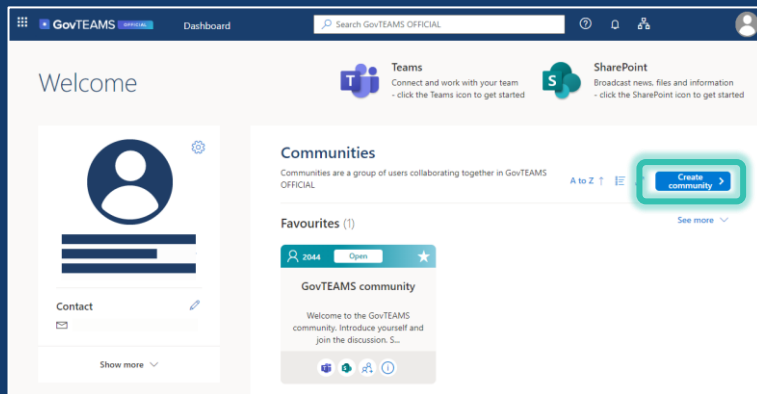 GovTEAMS OFFICIAL
Dashboard
Search GovTEAMS OFFICIAL
Welcome
Teams
Connect and work with your team
- click the Teams icon to get started
SharePoint
Broadcast news, files and information
- click the SharePoint icon to get started
Contact
Show more
Communities
Communities are a group of users collaborating together in GovTEAMS
OFFICIAL
A to Z ↑
Create
community
See more
Favourites (1)
2044
Open
GovTEAMS community
Welcome to the GovTEAMS
community. Introduce yourself and
join the discussion. S...